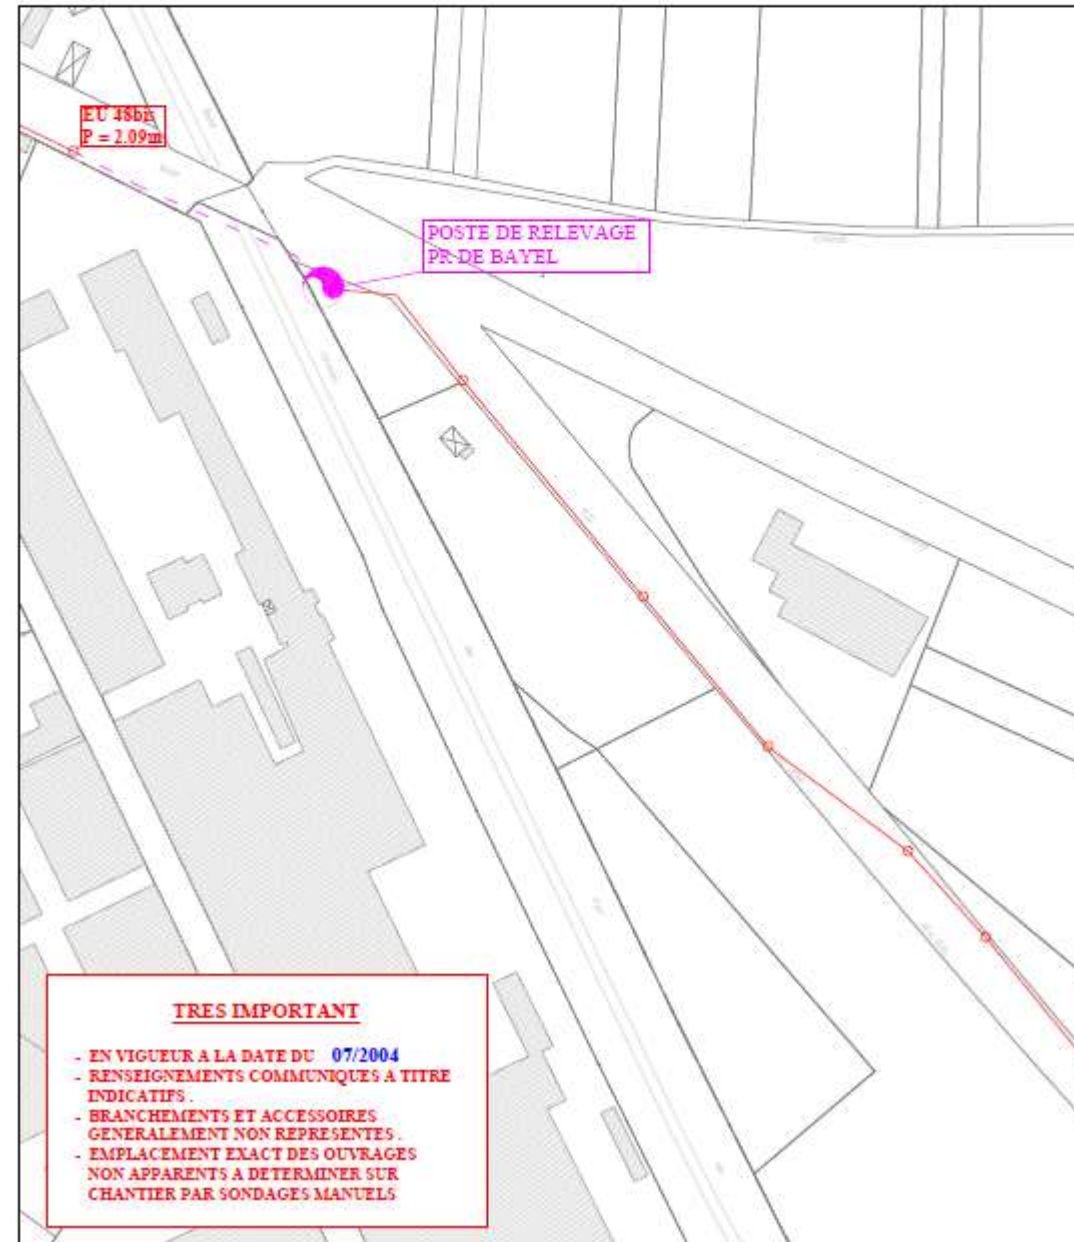 EU 48bis
P = 2.09m
POSTE DE RELEVAGE
PR DE BAYEL
TRES IMPORTANT
- EN VIGUEUR A LA DATE DU 07/2004
- RENSEIGNEMENTS COMMUNIQUES A TITRE
INDICATIFS .
- BRANCHEMENTS ET ACCESSOIRES
GENERALEMENT NON REPRESENTES .
- EMPLACEMENT EXACT DES OUVRAGES
NON APPARENTS A DETERMINER SUR
CHANTIER PAR SONDAGES MANUELS